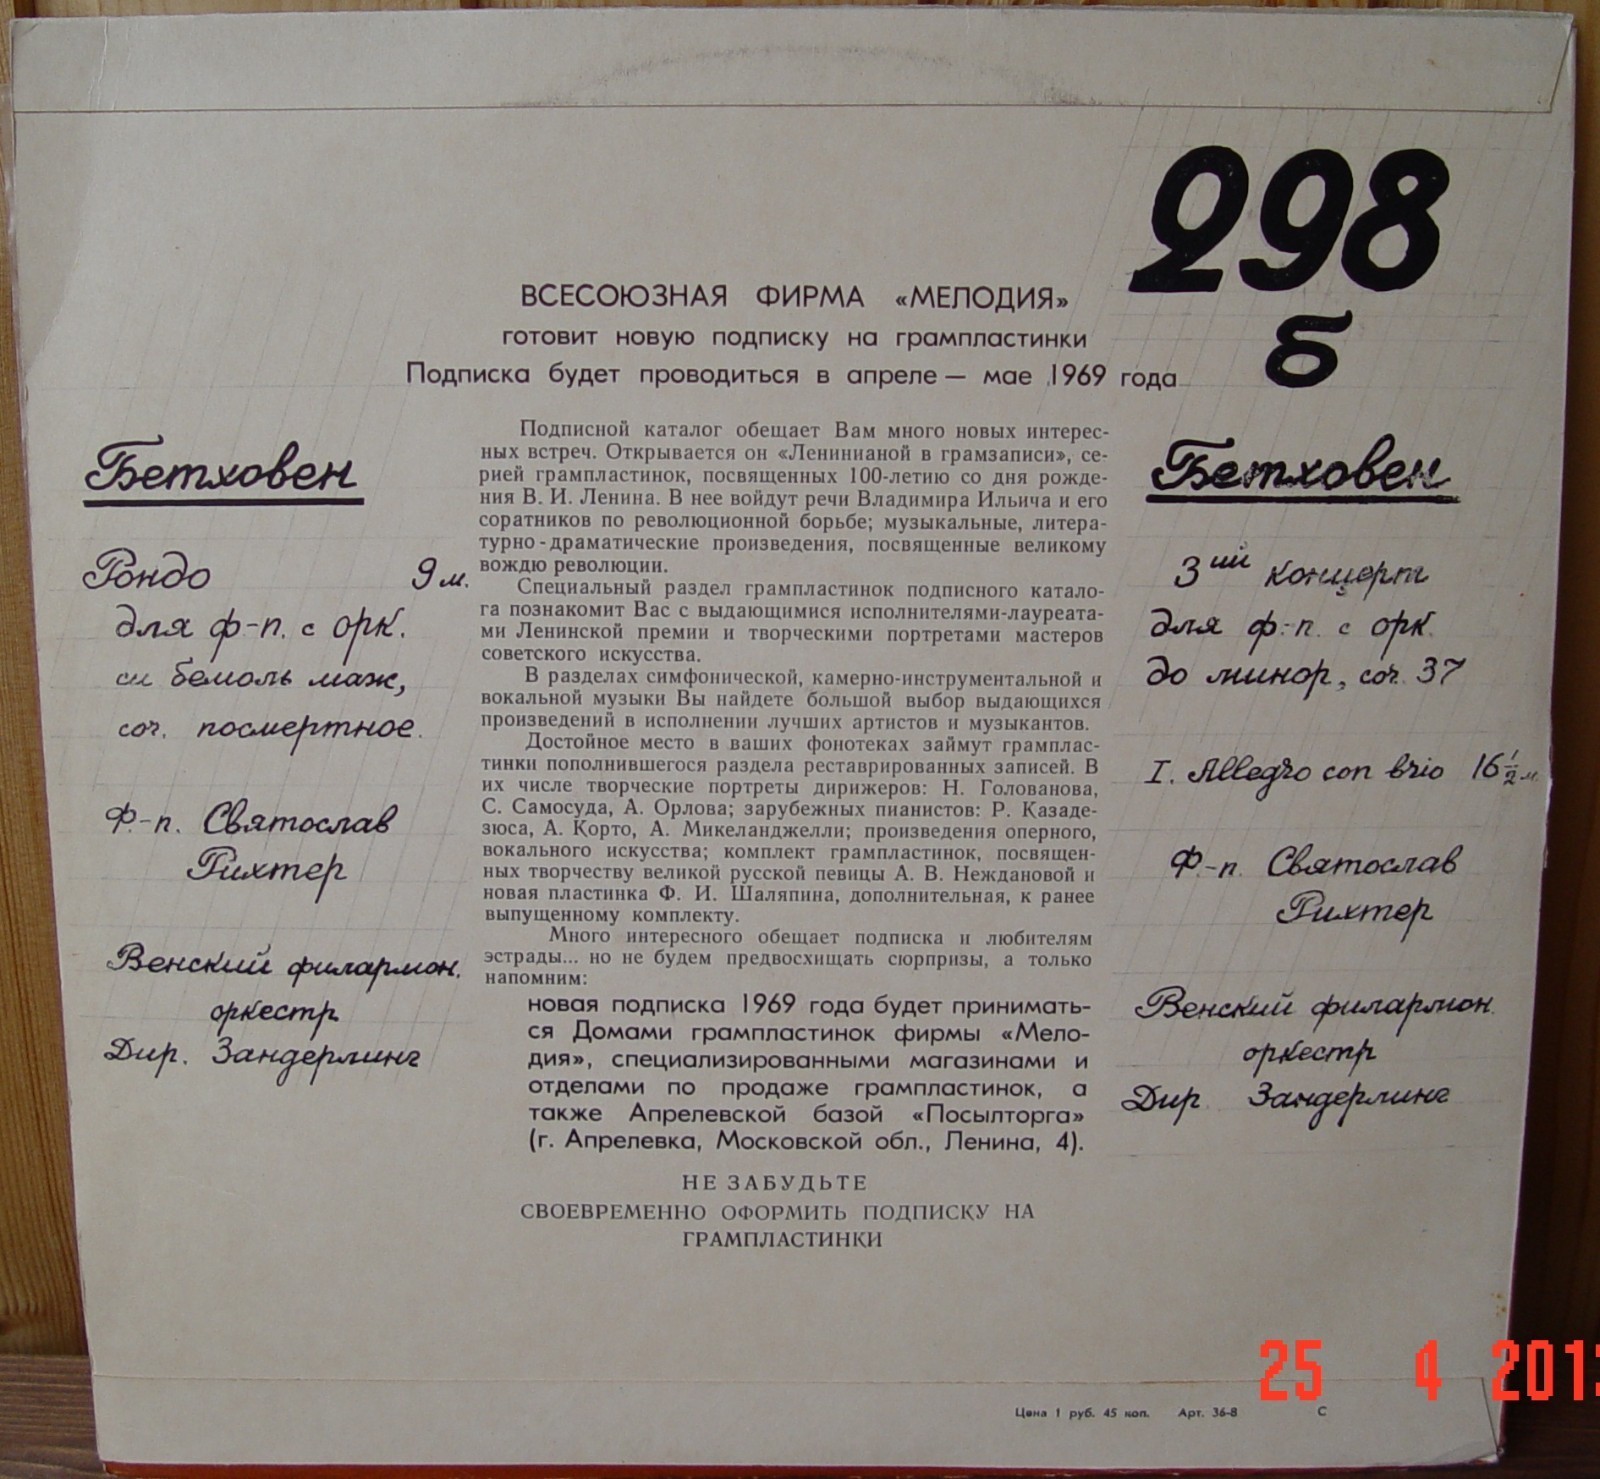 298
б
ВСЕСОЮЗНАЯ ФИРМА «МЕЛОДИЯ»
готовит новую подписку на грампластинки
Подписка будет проводиться в апреле — мае 1969 года
Бетховен
Рондо 9 м.
для ф-п. с орк.
си бемоль маж,
соч. посмертное.
Ф.-п. Святослав
Рихтер
Венский филармон.
оркестр
Дир. Зандерлинг
Подписной каталог обещает Вам много новых интерес-
ных встреч. Открывается он «Ленинианой в грамзаписи», се-
рией грампластинок, посвященных 100-летию со дня рожде-
ния В. И. Ленина. В нее войдут речи Владимира Ильича и его
соратников по революционной борьбе; музыкальные, литера-
турно-драматические произведения, посвященные великому
вождю революции.
Специальный раздел грампластинок подписного катало-
га познакомит Вас с выдающимися исполнителями-лауреата-
ми Ленинской премии и творческими портретами мастеров
советского искусства.
В разделах симфонической, камерно-инструментальной и
вокальной музыки Вы найдете большой выбор выдающихся
произведений в исполнении лучших артистов и музыкантов.
Достойное место в ваших фонотеках займут грамплас-
тинки пополнившегося раздела реставрированных записей. В
их числе творческие портреты дирижеров: Н. Голованова,
С. Самосуда, А. Орлова; зарубежных пианистов: Р. Казаде-
зюса, А. Корто, А. Микеланджелли; произведения оперного,
вокального искусства; комплект грампластинок, посвящен-
ных творчеству великой русской певицы А. В. Неждановой и
новая пластинка Ф. И. Шаляпина, дополнительная, к ранее
выпущенному комплекту.
Много интересного обещает подписка и любителям
эстрады... но не будем предвосхищать сюрпризы, а только
напомним:
новая подписка 1969 года будет принимать-
ся Домами грампластинок фирмы «Мело-
дия», специализированными магазинами и
отделами по продаже грампластинок, а
также Апрелевской базой «Посылторга»
(г. Апрелевка, Московской обл., Ленина, 4).
НЕ ЗАБУДЬТЕ
СВОЕВРЕМЕННО ОФОРМИТЬ ПОДПИСКУ НА
ГРАМПЛАСТИНКИ
Бетховен
3ий концерт
для ф.-п. с орк.
до минор, соч. 37
I. Allegro con brio 16 1/2 м.
Ф.-п. Святослав
Рихтер
Венский филармон.
оркестр
Дир. Зандерлинг
Цена 1 руб. 45 коп. Арт. 36-8 С
25 4 201